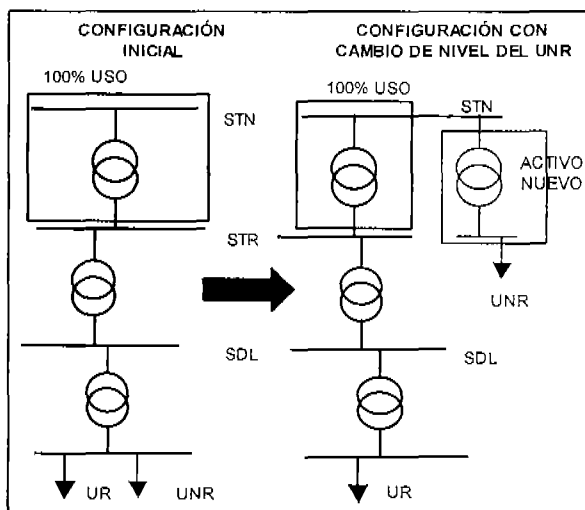 CONFIGURACIÓN
INICIAL
CONFIGURACIÓN CON
CAMBIO DE NIVEL DEL UNR
100% USO
100% USO
STN
STN
ACTIVO
NUEVO
STR
UNR
SDL
SDL
UR
UNR
UR